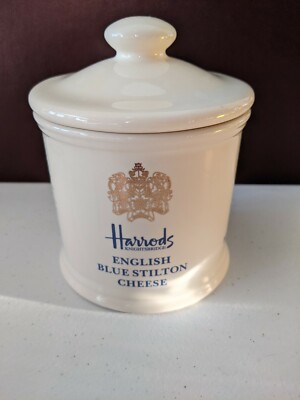 Harrods
KNIGHTSBRIDGE
ENGLISH
BLUE STILTON
CHEESE